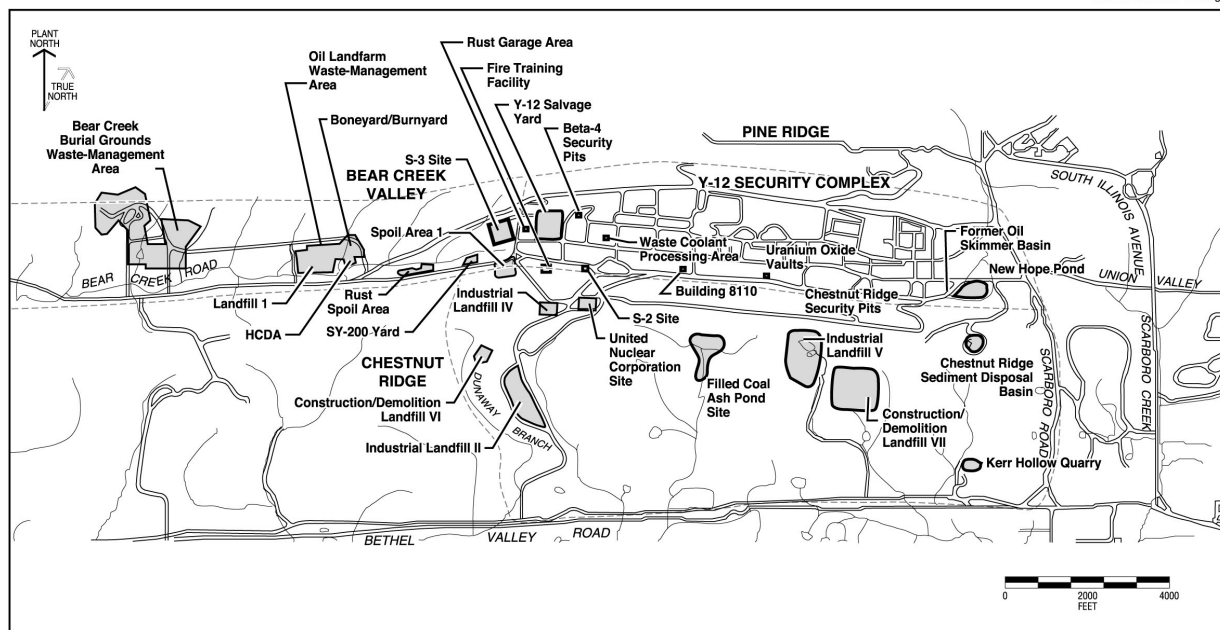 PLANT
NORTH
TRUE
NORTH
Rust Garage Area
Oil Landfarm
Waste-Management
Area
Fire Training
Facility
Y-12 Salvage
Yard
Boneyard/Burnyard
Beta-4
Security
Pits
Bear Creek
Burial Grounds
Waste-Management
Area
PINE RIDGE
S-3 Site
BEAR CREEK
VALLEY
Y-12 SECURITY COMPLEX
SOUTH ILLINOIS AVENUE
Spoil Area 1
Waste Coolant
Processing Area
Uranium Oxide
Vaults
Former Oil
Skimmer Basin
New Hope Pond
UNION VALLEY
BEAR CREEK ROAD
Landfill 1
Rust
Spoil Area
Industrial
Landfill IV
Building 8110
Chestnut Ridge
Security Pits
HCDA
SY-200 Yard
S-2 Site
United
Nuclear
Corporation
Site
Industrial
Landfill V
CHESTNUT
RIDGE
Filled Coal
Ash Pond
Site
Chestnut Ridge
Sediment Disposal
Basin
SCARBORO ROAD
SCARBORO CREEK
Construction/Demolition
Landfill VI
DUNAWAY BRANCH
Construction/
Demolition
Landfill VII
Industrial Landfill II
Kerr Hollow Quarry
BETHEL VALLEY ROAD
0 2000 4000
FEET